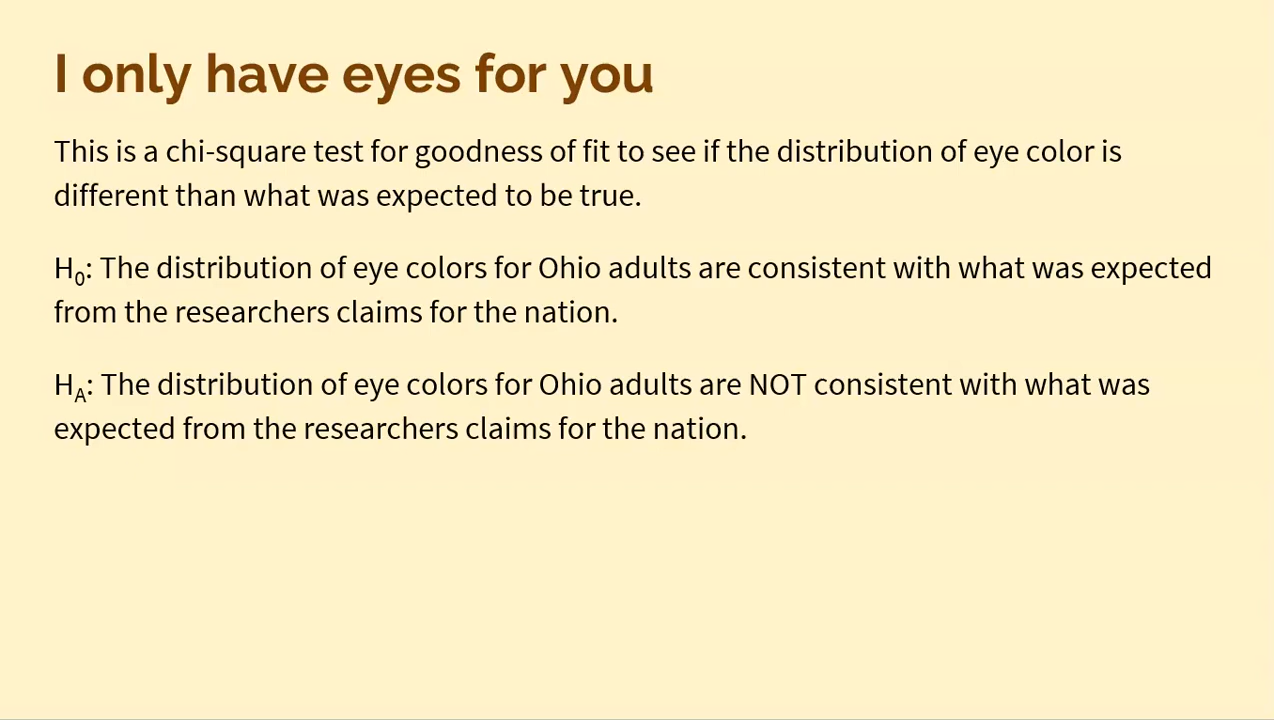 I only have eyes for you
This is a chi-square test for goodness of fit to see if the distribution of eye color is
different than what was expected to be true.
H₀: The distribution of eye colors for Ohio adults are consistent with what was expected
from the researchers claims for the nation.
H_A: The distribution of eye colors for Ohio adults are NOT consistent with what was
expected from the researchers claims for the nation.